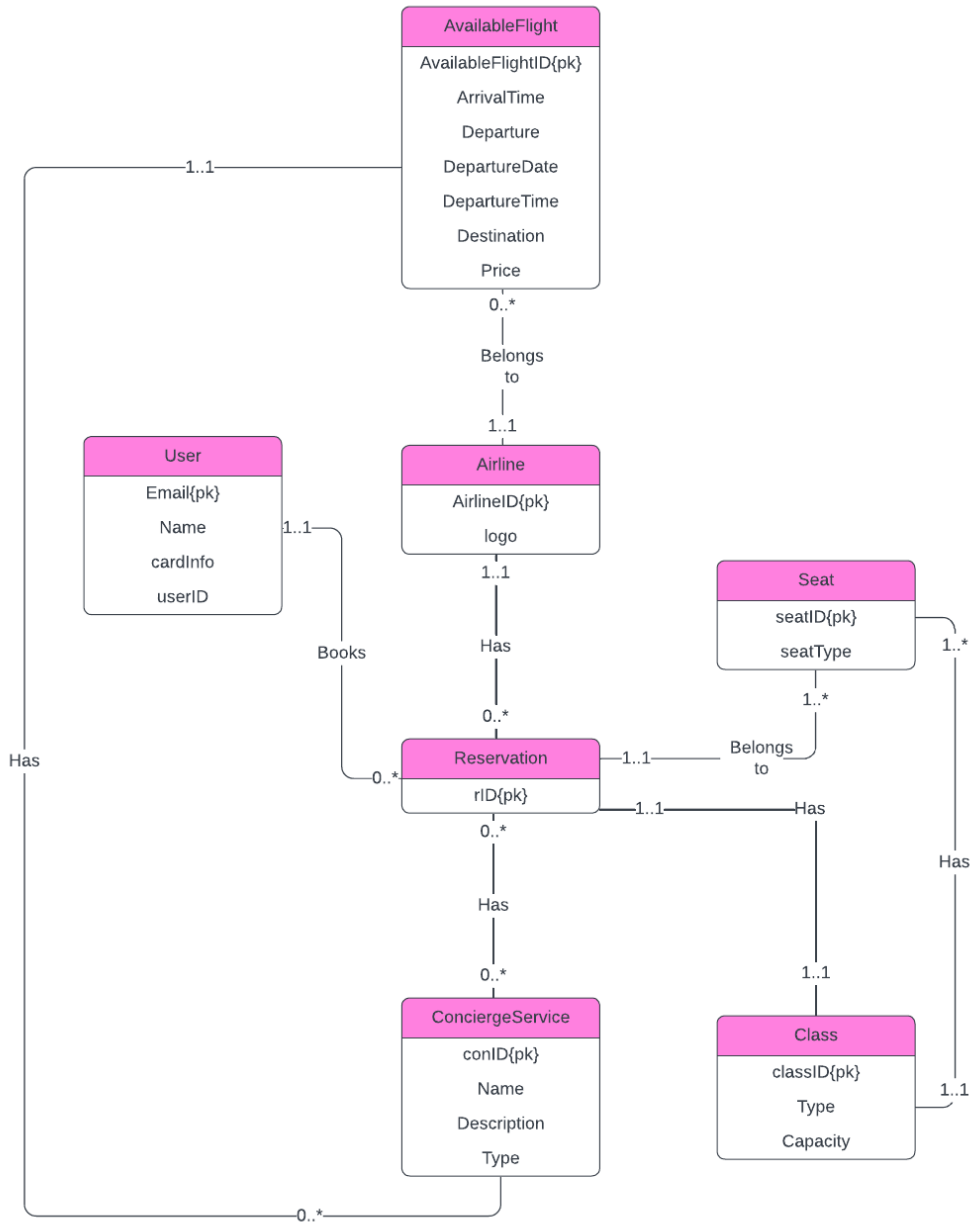 AvailableFlight
AvailableFlightID{pk}
ArrivalTime
Departure
DepartureDate
DepartureTime
Destination
Price
1..1
0..*
Belongs
to
1..1
User
Email{pk}
Name
cardInfo
userID
1..1
Airline
AirlineID{pk}
logo
1..1
Has
0..*
Books
0..*
Seat
seatID{pk}
seatType
1..*
1..*
Reservation
rID{pk}
1..1
Belongs
to
1..1
Has
Has
Has
0..*
Has
0..*
1..1
1..1
ConciergeService
conID{pk}
Name
Description
Type
Class
classID{pk}
Type
Capacity
0..*